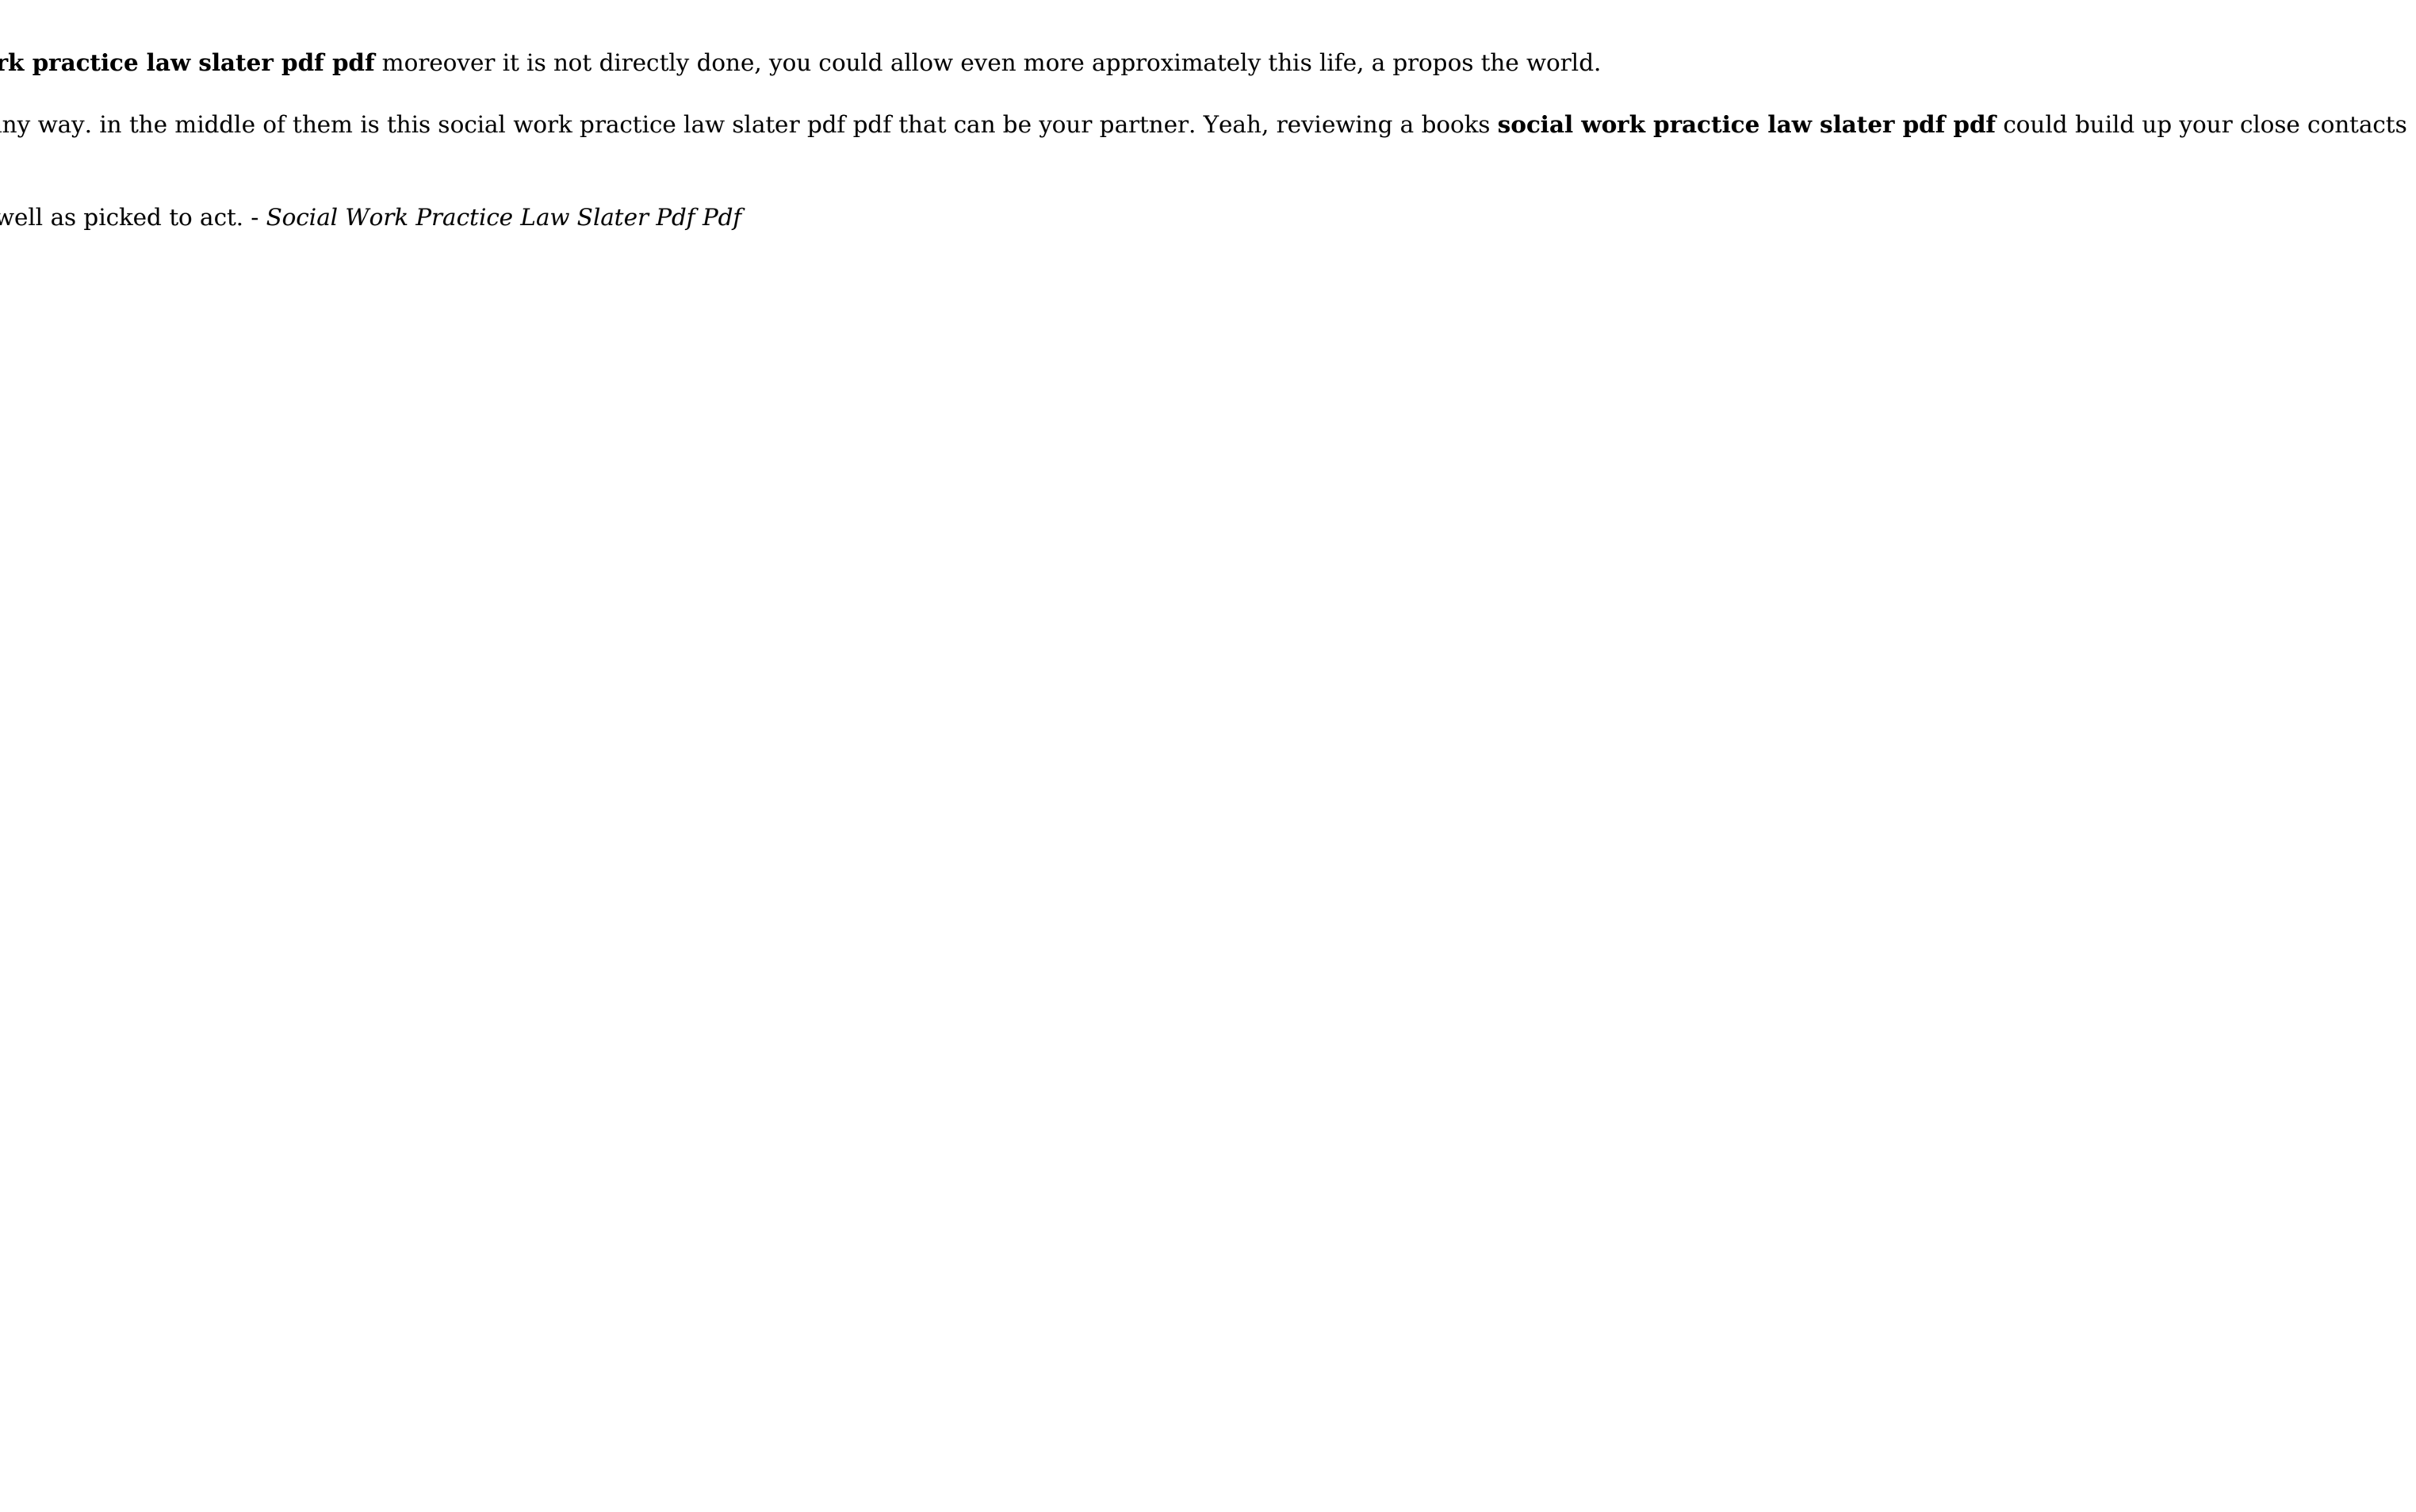 rk practice law slater pdf pdf moreover it is not directly done, you could allow even more approximately this life, a propos the world.
ny way. in the middle of them is this social work practice law slater pdf pdf that can be your partner. Yeah, reviewing a books social work practice law slater pdf pdf could build up your close contacts
well as picked to act. - Social Work Practice Law Slater Pdf Pdf